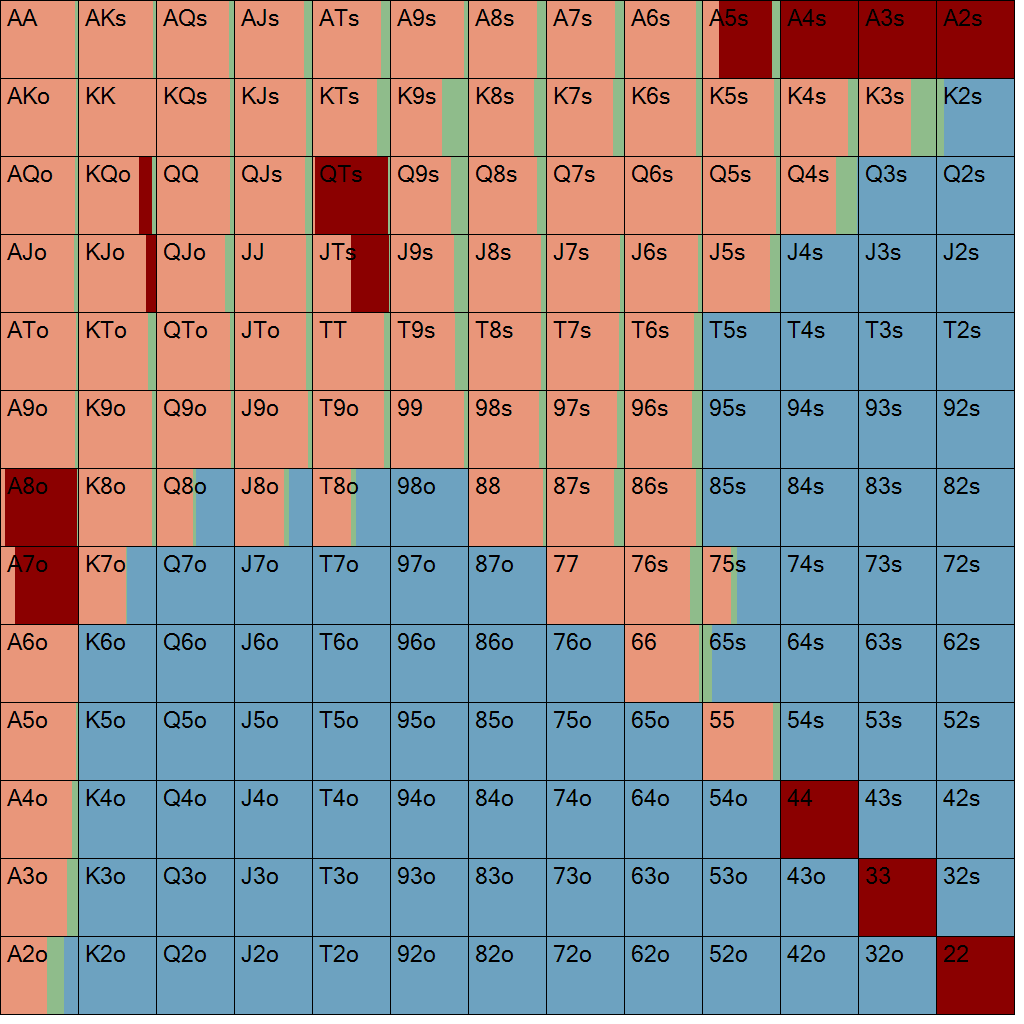 AA AKs AQs AJs ATs A9s A8s A7s A6s A5s A4s A3s A2s
AKo KK KQs KJs KTs K9s K8s K7s K6s K5s K4s K3s K2s
AQo KQo QQ QJs QTs Q9s Q8s Q7s Q6s Q5s Q4s Q3s Q2s
AJo KJo QJo JJ JTs J9s J8s J7s J6s J5s J4s J3s J2s
ATo KTo QTo JTo TT T9s T8s T7s T6s T5s T4s T3s T2s
A9o K9o Q9o J9o T9o 99 98s 97s 96s 95s 94s 93s 92s
A8o K8o Q8o J8o T8o 98o 88 87s 86s 85s 84s 83s 82s
A7o K7o Q7o J7o T7o 97o 87o 77 76s 75s 74s 73s 72s
A6o K6o Q6o J6o T6o 96o 86o 76o 66 65s 64s 63s 62s
A5o K5o Q5o J5o T5o 95o 85o 75o 65o 55 54s 53s 52s
A4o K4o Q4o J4o T4o 94o 84o 74o 64o 54o 44 43s 42s
A3o K3o Q3o J3o T3o 93o 83o 73o 63o 53o 43o 33 32s
A2o K2o Q2o J2o T2o 92o 82o 72o 62o 52o 42o 32o 22